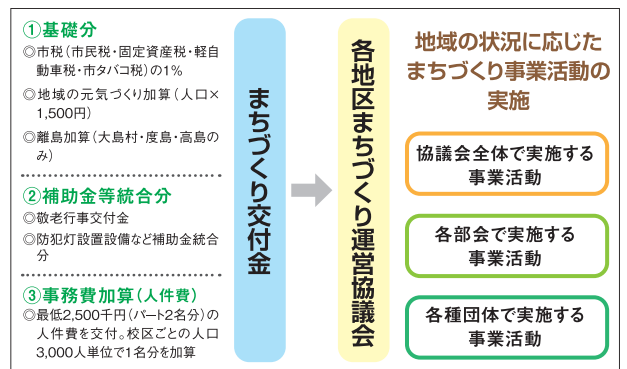 ①基礎分
◎市税(市民税・固定資産税・軽自
動車税・市タバコ税)の1%
◎地域の元気づくり加算(人口×
1,500円)
◎離島加算(大島村・度島・高島の
み)
②補助金等統合分
◎敬老行事交付金
◎防犯灯設置設備など補助金統合
分
③事務費加算(人件費)
◎最低2,500千円(パート2名分)の
人件費を交付。校区ごとの人口
3,000人単位で1名分を加算
まちづくり交付金
各地区まちづくり運営協議会
地域の状況に応じた
まちづくり事業活動の
実施
協議会全体で実施する
事業活動
各部会で実施する
事業活動
各種団体で実施する
事業活動